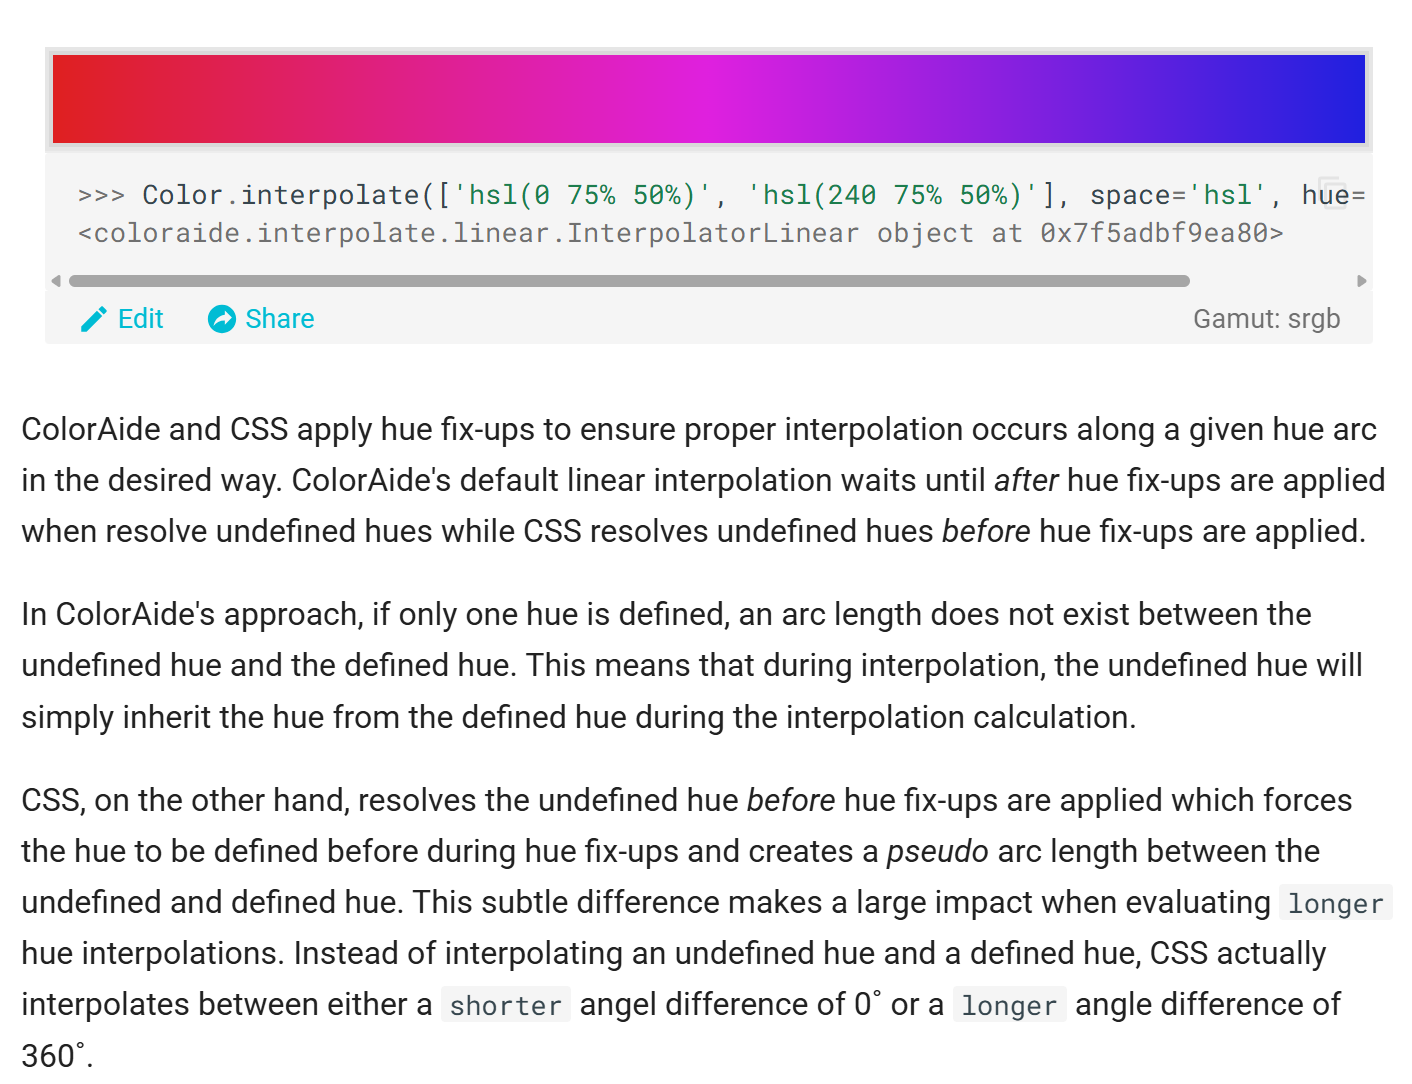 >>> Color.interpolate(['hsl(0 75% 50%)', 'hsl(240 75% 50%)'], space='hsl', hue=
<coloraide.interpolate.linear.InterpolatorLinear object at 0x7f5adbf9ea80>
Edit Share Gamut: srgb
ColorAide and CSS apply hue fix-ups to ensure proper interpolation occurs along a given hue arc
in the desired way. ColorAide's default linear interpolation waits until after hue fix-ups are applied
when resolve undefined hues while CSS resolves undefined hues before hue fix-ups are applied.
In ColorAide's approach, if only one hue is defined, an arc length does not exist between the
undefined hue and the defined hue. This means that during interpolation, the undefined hue will
simply inherit the hue from the defined hue during the interpolation calculation.
CSS, on the other hand, resolves the undefined hue before hue fix-ups are applied which forces
the hue to be defined before during hue fix-ups and creates a pseudo arc length between the
undefined and defined hue. This subtle difference makes a large impact when evaluating longer
hue interpolations. Instead of interpolating an undefined hue and a defined hue, CSS actually
interpolates between either a shorter angel difference of 0˚ or a longer angle difference of
360˚.